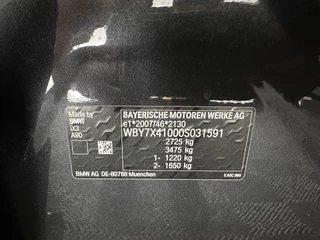 Made by
BMW
iX3
A90
BAYERISCHE MOTOREN WERKE AG
e1*2007/46*2130
WBY7X41000S031591
2725 kg
3475 kg
1- 1220 kg
2- 1650 kg
BMW AG DE-80788 Muenchen